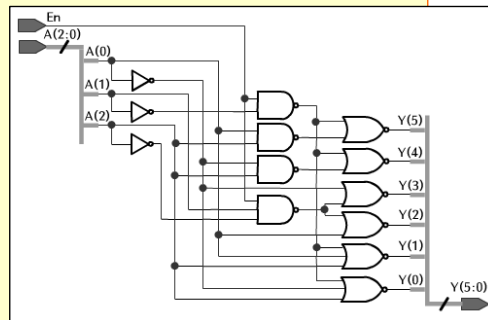 En
A(2:0)
A(0)
A(1)
A(2)
Y(5)
Y(4)
Y(3)
Y(2)
Y(1)
Y(0)
Y(5:0)